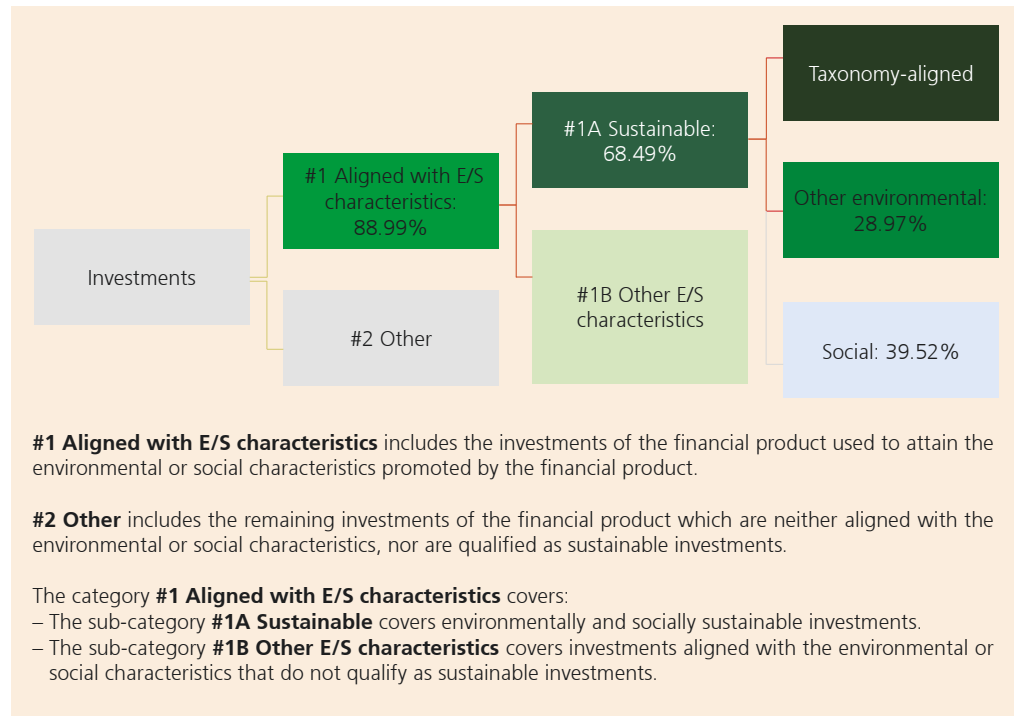 Taxonomy-aligned
#1A Sustainable:
68.49%
#1 Aligned with E/S
characteristics:
88.99%
Other environmental:
28.97%
Investments
#1B Other E/S
characteristics
#2 Other
Social: 39.52%
#1 Aligned with E/S characteristics includes the investments of the financial product used to attain the
environmental or social characteristics promoted by the financial product.
#2 Other includes the remaining investments of the financial product which are neither aligned with the
environmental or social characteristics, nor are qualified as sustainable investments.
The category #1 Aligned with E/S characteristics covers:
– The sub-category #1A Sustainable covers environmentally and socially sustainable investments.
– The sub-category #1B Other E/S characteristics covers investments aligned with the environmental or
social characteristics that do not qualify as sustainable investments.